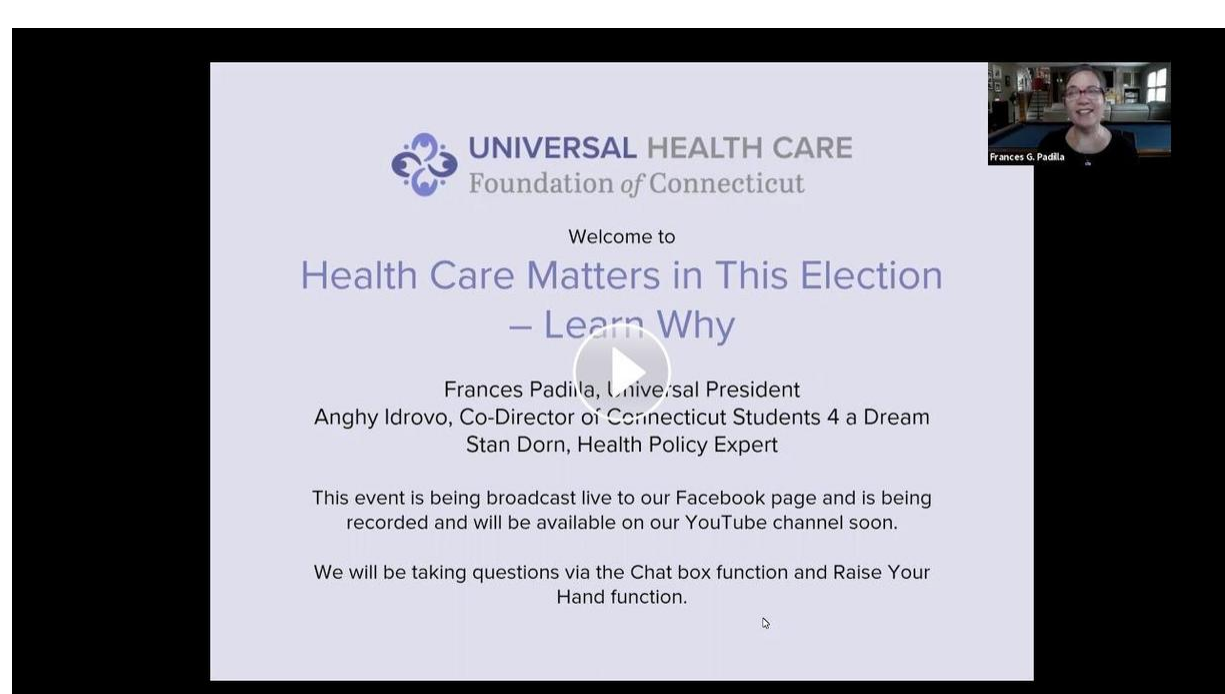 UNIVERSAL HEALTH CARE
Foundation of Connecticut
Frances G. Padilla
Welcome to
Health Care Matters in This Election
– Learn Why
Frances Padilla, Universal President
Anghy Idrovo, Co-Director of Connecticut Students 4 a Dream
Stan Dorn, Health Policy Expert
This event is being broadcast live to our Facebook page and is being
recorded and will be available on our YouTube channel soon.
We will be taking questions via the Chat box function and Raise Your
Hand function.